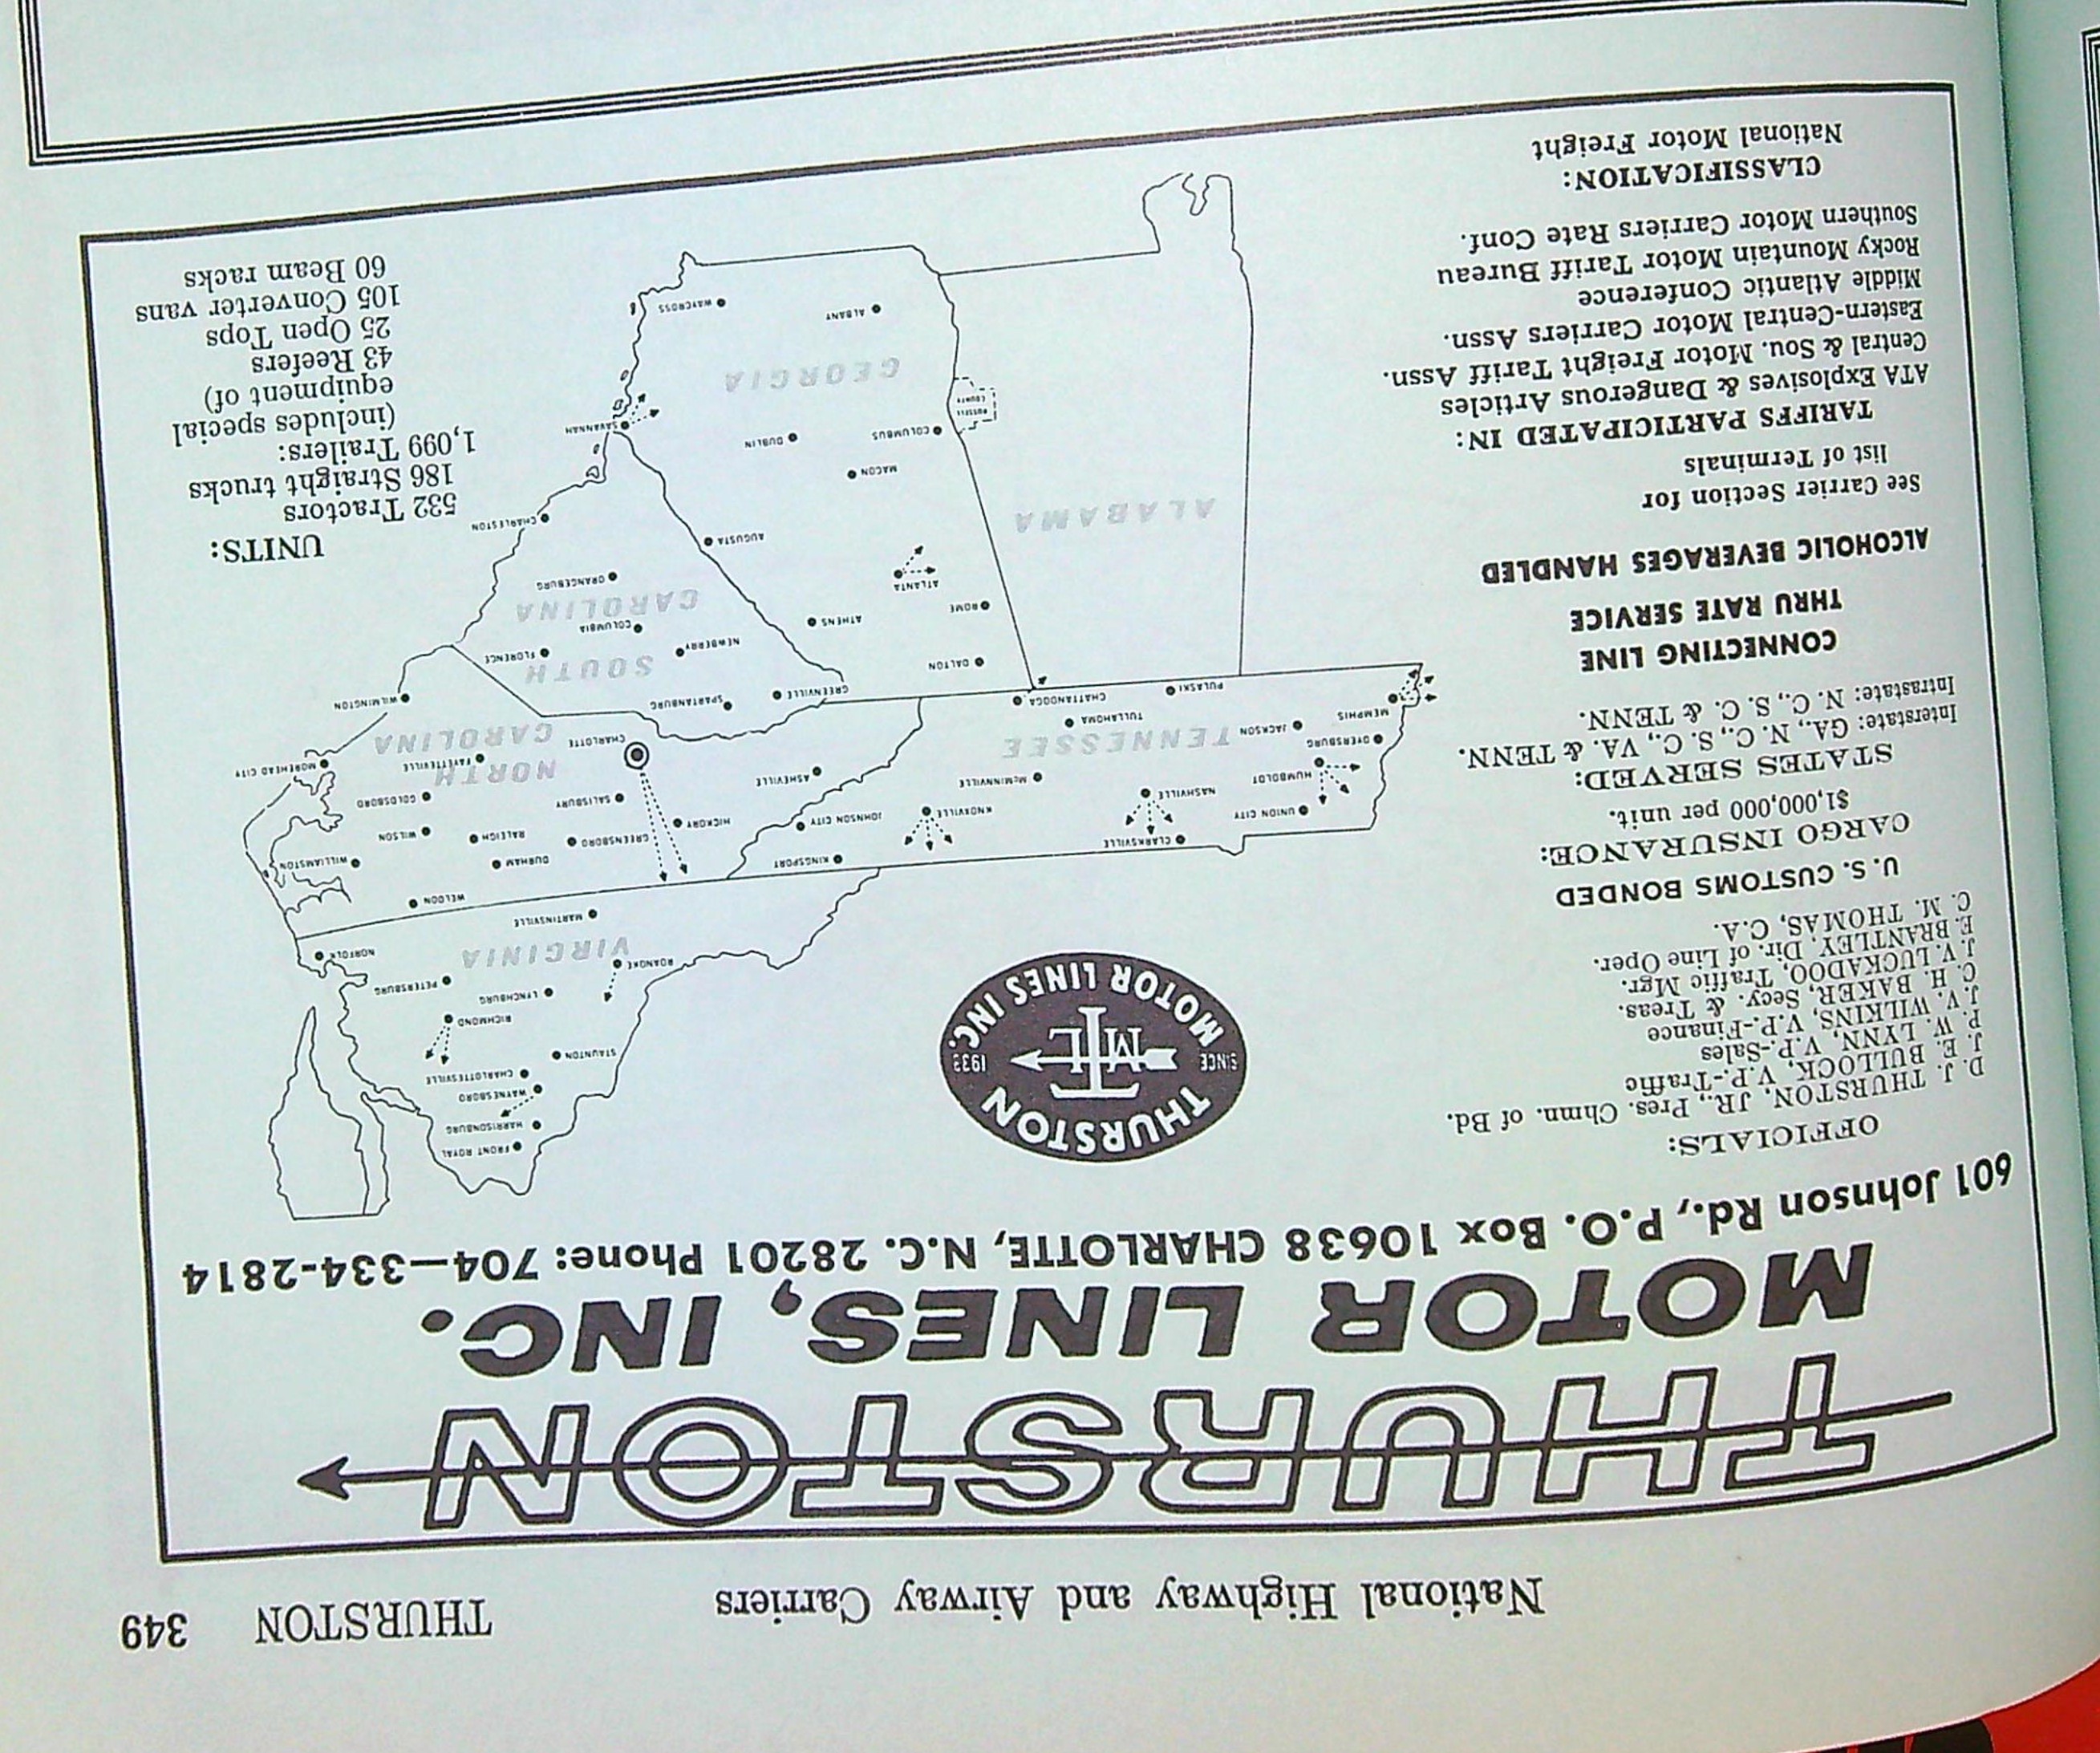 National Highway and Airway Carriers THURSTON 349
THURSTON
MOTOR LINES, INC.
601 Johnson Rd., P.O. Box 10638 CHARLOTTE, N.C. 28201 Phone: 704—334-2814
OFFICIALS:
D. J. THURSTON, JR., Pres. Chmn. of Bd.
J. E. BULLOCK, V.P.-Traffic
P. W. LYNN, V.P.-Sales
J. V. WILKINS, V.P.-Finance
C. H. BAKER, Secy. & Treas.
J. V. LUCKADOO, Traffic Mgr.
E. BRANTLEY, Dir. of Line Oper.
C. M. THOMAS, C.A.
U. S. CUSTOMS BONDED
CARGO INSURANCE:
$1,000,000 per unit.
STATES SERVED:
Interstate: GA., N. C., S. C., VA. & TENN.
Intrastate: N. C., S. C. & TENN.
CONNECTING LINE
THRU RATE SERVICE
ALCOHOLIC BEVERAGES HANDLED
See Carrier Section for
list of Terminals
TARIFFS PARTICIPATED IN:
ATA Explosives & Dangerous Articles
Central & Sou. Motor Freight Tariff Assn.
Eastern-Central Motor Carriers Assn.
Middle Atlantic Conference
Rocky Mountain Motor Tariff Bureau
Southern Motor Carriers Rate Conf.
CLASSIFICATION:
National Motor Freight
THURSTON
SINCE
TML
1933
MOTOR LINES INC.
FRONT ROYAL
HARRISONBURG
WAYNESBORO
CHARLOTTESVILLE
STAUNTON
RICHMOND
LYNCHBURG
PETERSBURG
ROANOKE
VIRGINIA
NORFOLK
MARTINSVILLE
WELDON
KINGSPORT
DURHAM
WILLIAMSTON
CLARKSVILLE
GREENSBORO
RALEIGH
WILSON
UNION CITY
KNOXVILLE
JOHNSON CITY
HICKORY
NASHVILLE
SALISBURY
GOLDSBORO
HUMBOLDT
McMINNVILLE
ASHEVILLE
NORTH
FAYETTEVILLE
MOREHEAD CITY
DYERSBURG
JACKSON
TENNESSEE
CHARLOTTE
CAROLINA
MEMPHIS
TULLAHOMA
PULASKI
CHATTANOOGA
GREENVILLE
SPARTANBURG
WILMINGTON
DALTON
SOUTH
NEWBERRY
FLORENCE
ROME
ATHENS
COLUMBIA
CAROLINA
ATLANTA
ORANGEBURG
AUGUSTA
ALABAMA
CHARLESTON
MACON
COLUMBUS
DUBLIN
SAVANNAH
RUSSELL
COUNTY
GEORGIA
ALBANY
WAYCROSS
UNITS:
532 Tractors
186 Straight trucks
1,099 Trailers:
(includes special
equipment of)
43 Reefers
25 Open Tops
105 Converter vans
60 Beam racks